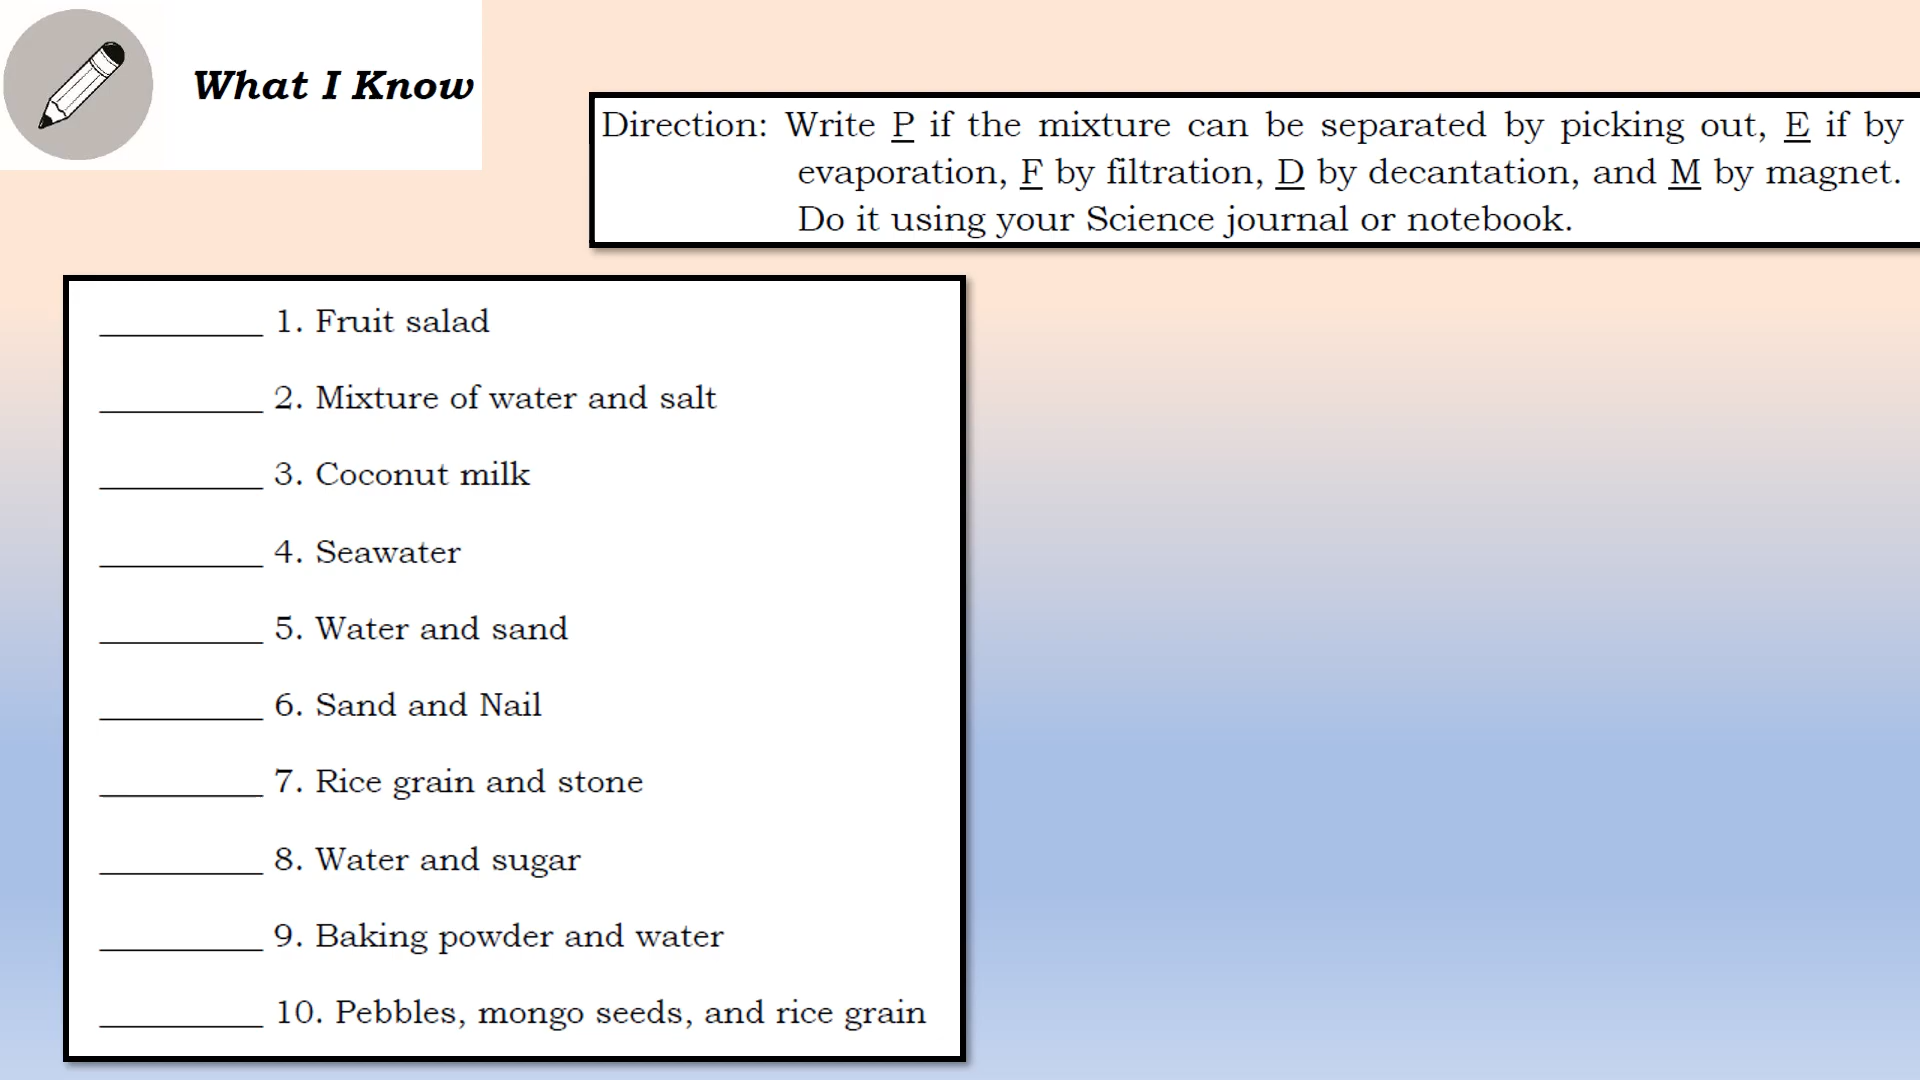 What I Know
Direction: Write P if the mixture can be separated by picking out, E if by
evaporation, F by filtration, D by decantation, and M by magnet.
Do it using your Science journal or notebook.
__________ 1. Fruit salad
__________ 2. Mixture of water and salt
__________ 3. Coconut milk
__________ 4. Seawater
__________ 5. Water and sand
__________ 6. Sand and Nail
__________ 7. Rice grain and stone
__________ 8. Water and sugar
__________ 9. Baking powder and water
__________ 10. Pebbles, mongo seeds, and rice grain